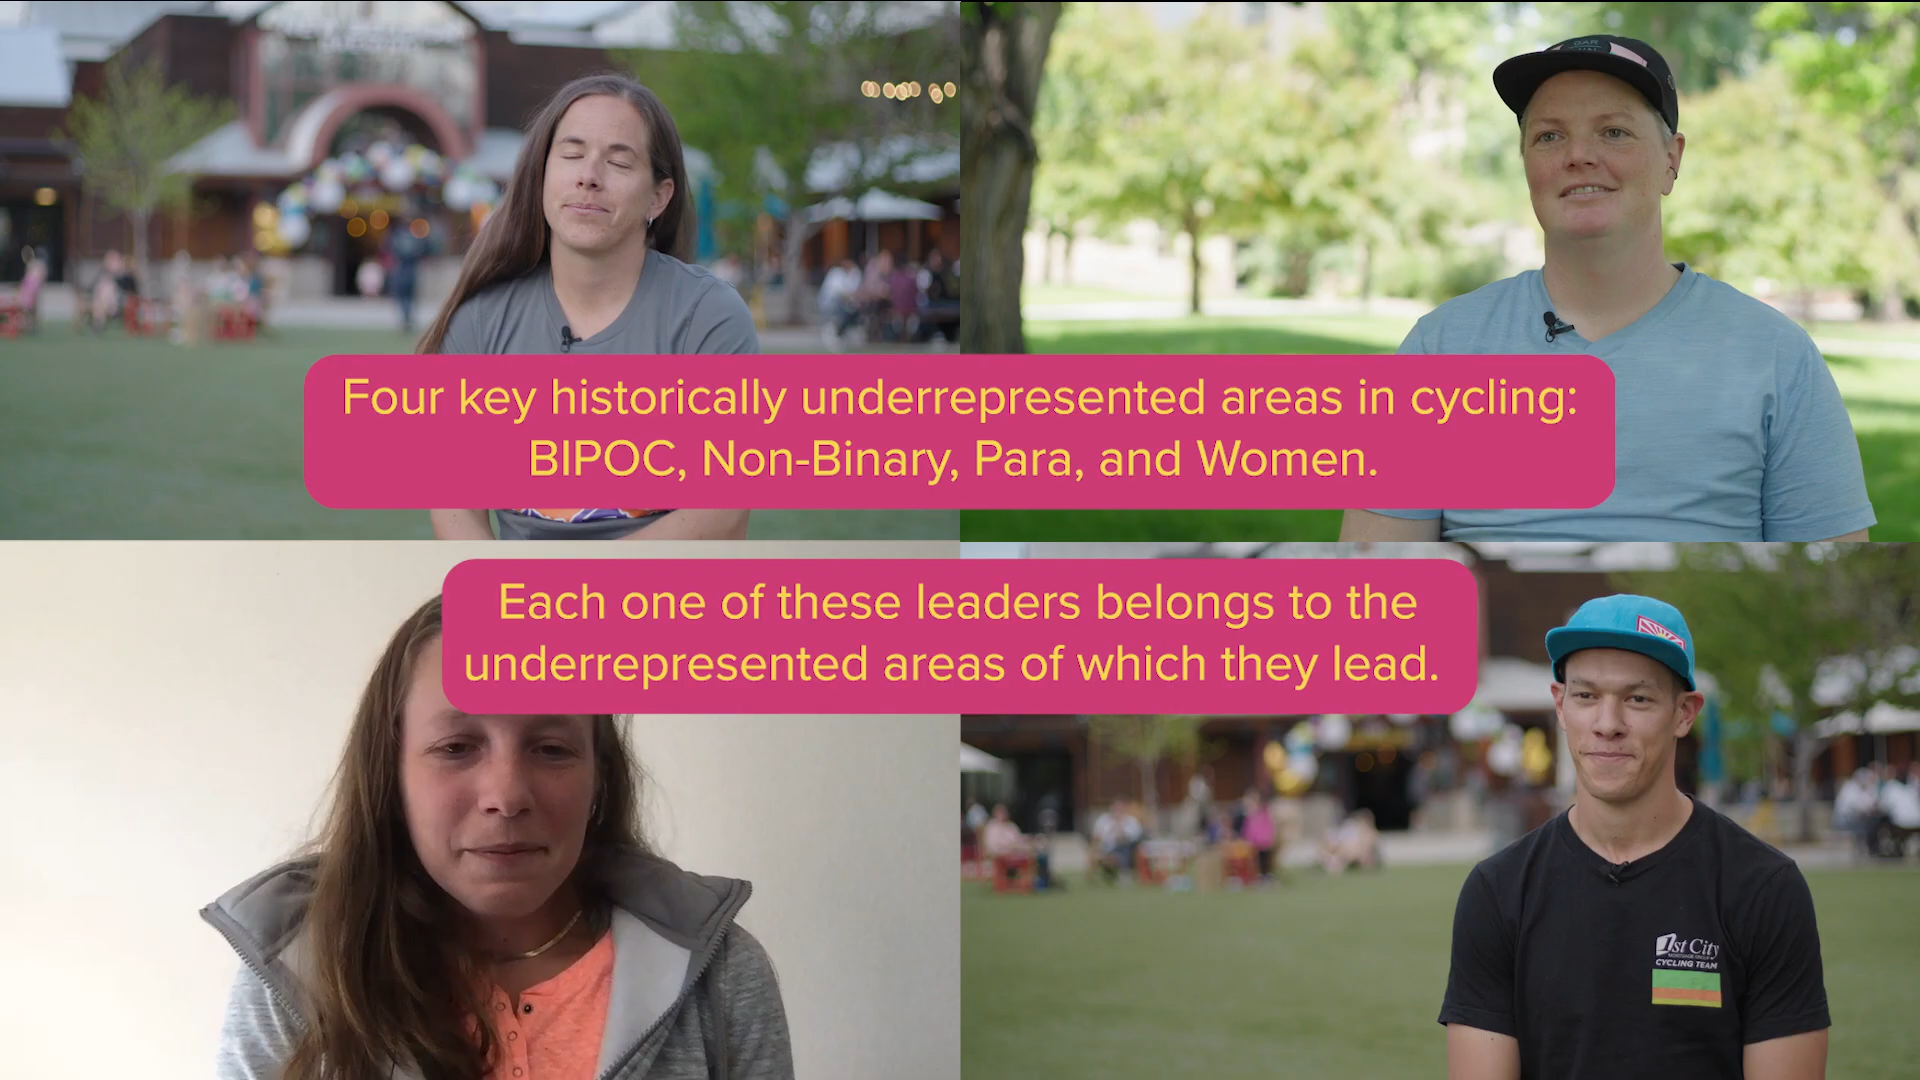 Four key historically underrepresented areas in cycling:
BIPOC, Non-Binary, Para, and Women.
Each one of these leaders belongs to the
underrepresented areas of which they lead.
1st City
CYCLING TEAM